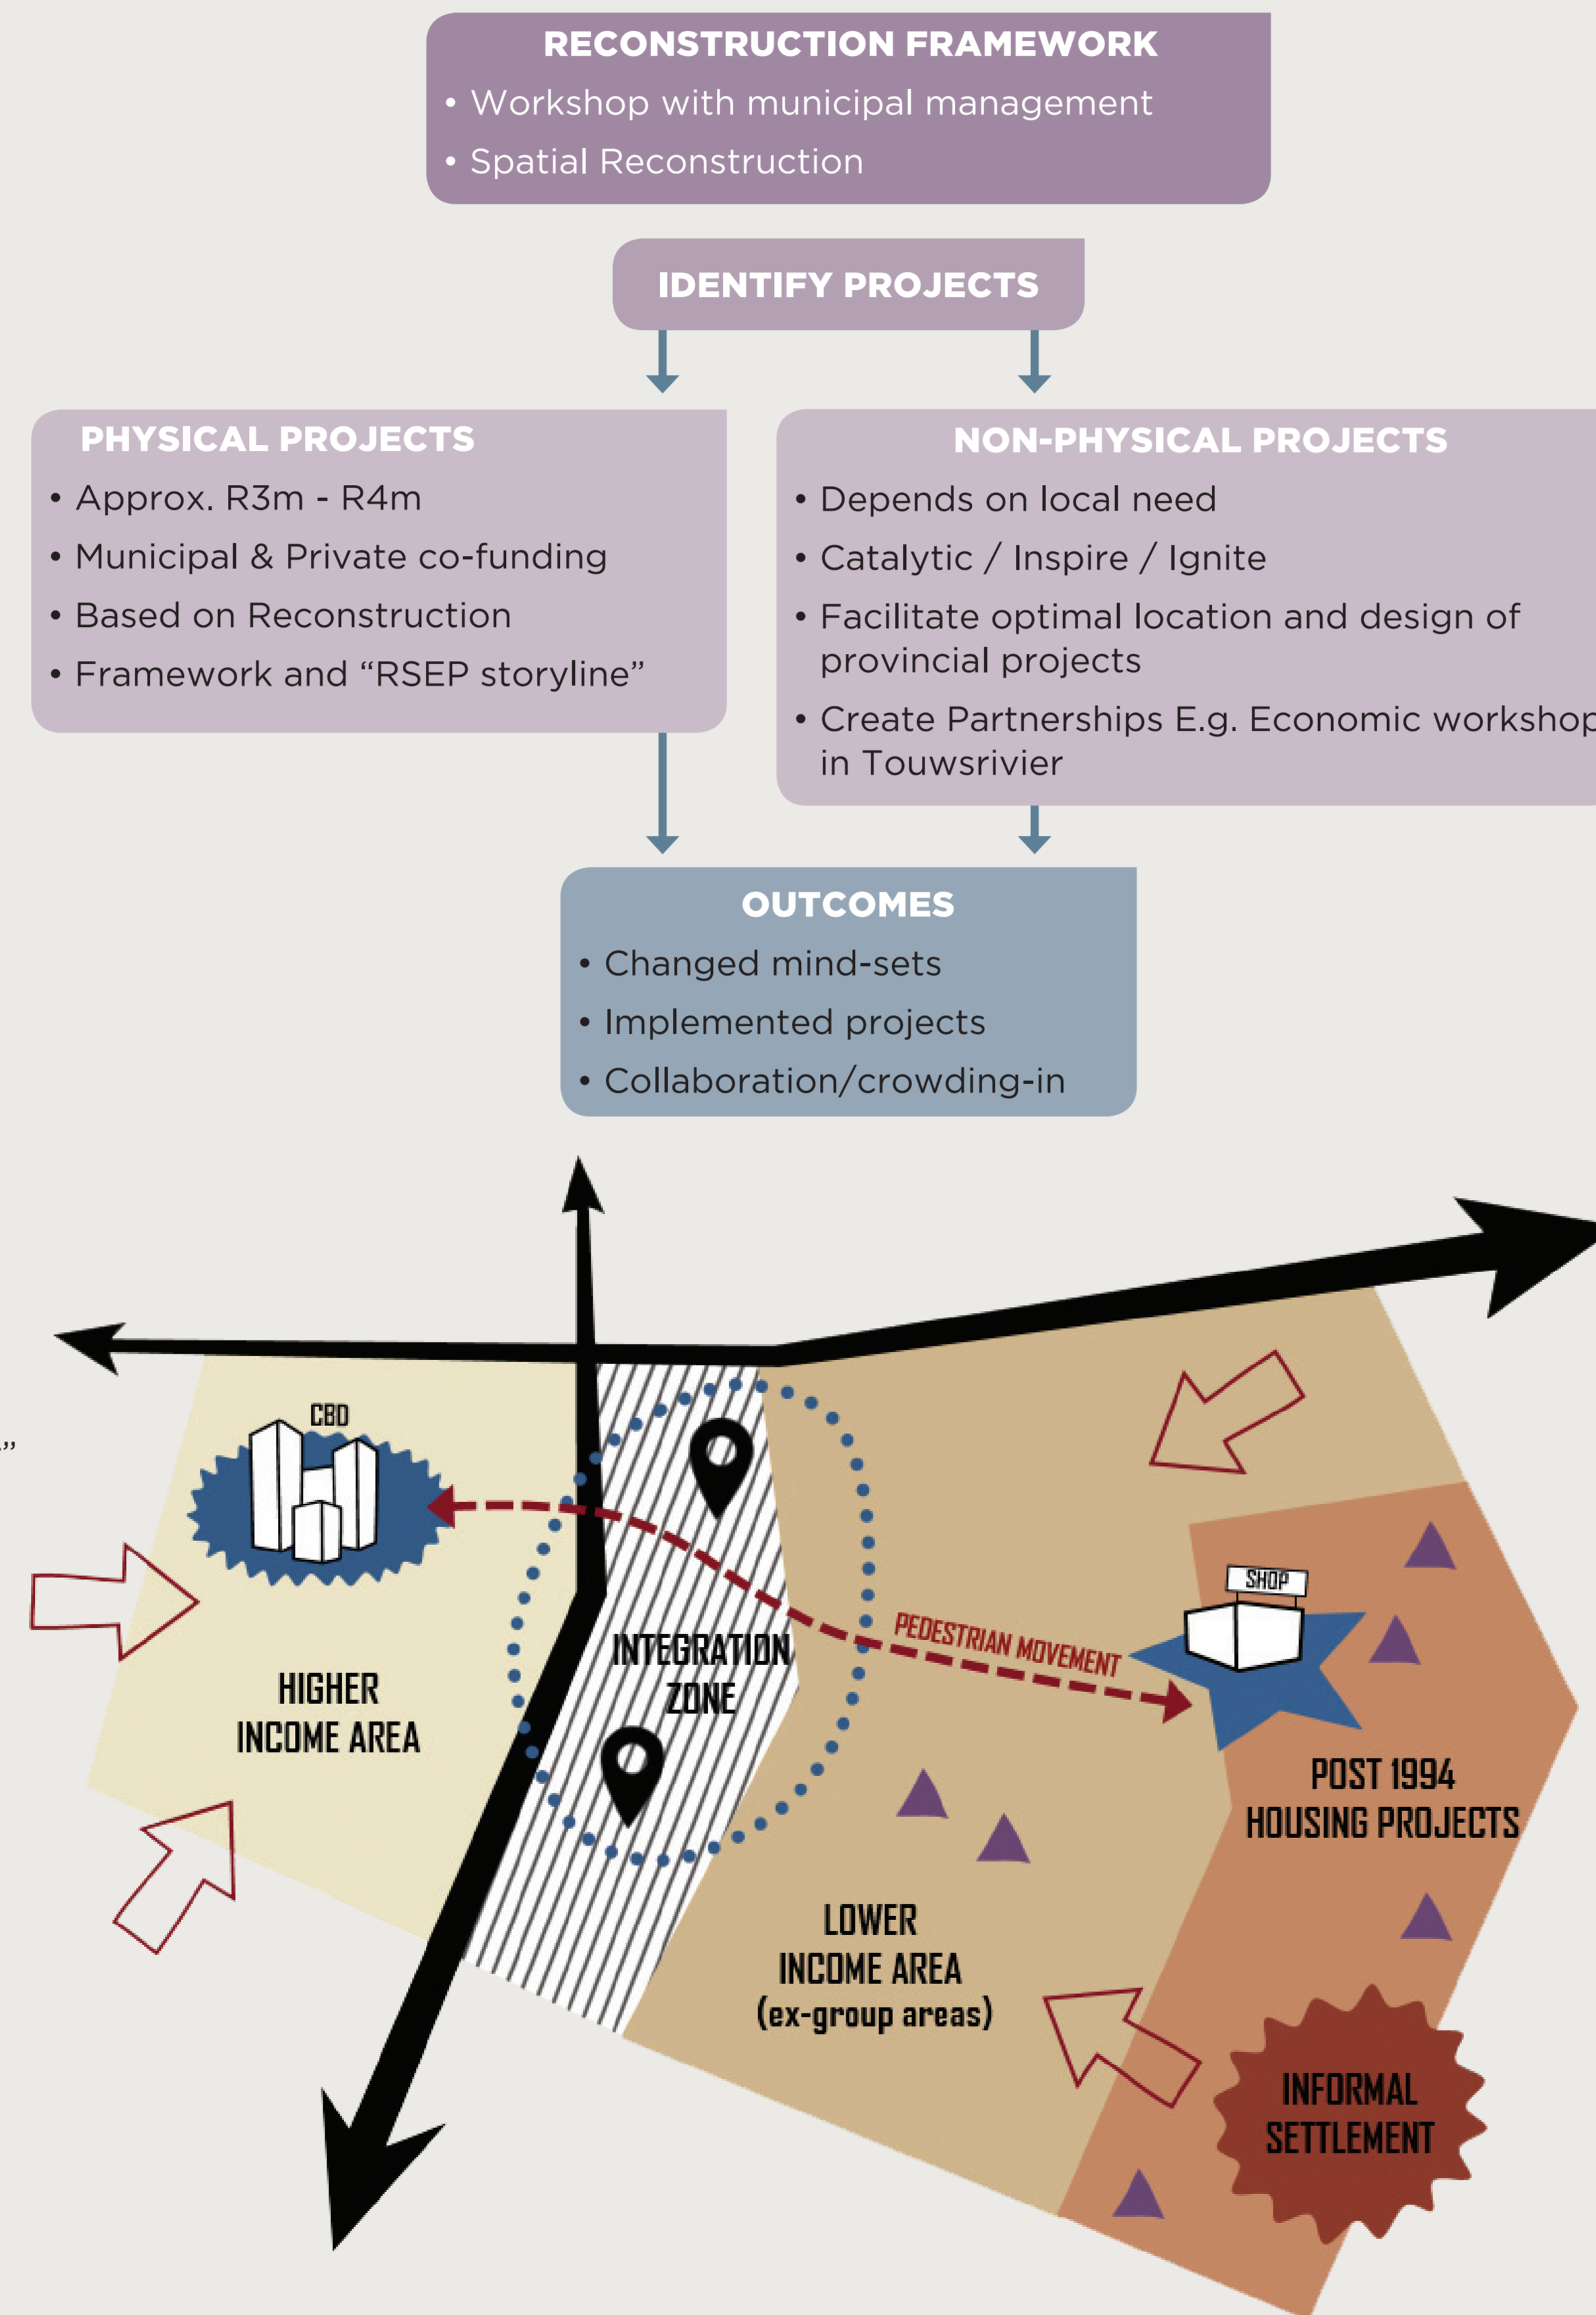 RECONSTRUCTION FRAMEWORK
• Workshop with municipal management
• Spatial Reconstruction
IDENTIFY PROJECTS
PHYSICAL PROJECTS
• Approx. R3m - R4m
• Municipal & Private co-funding
• Based on Reconstruction
• Framework and “RSEP storyline”
NON-PHYSICAL PROJECTS
• Depends on local need
• Catalytic / Inspire / Ignite
• Facilitate optimal location and design of
provincial projects
• Create Partnerships E.g. Economic workshop
in Touwsrivier
OUTCOMES
• Changed mind-sets
• Implemented projects
• Collaboration/crowding-in
CBD
”
SHOP
PEDESTRIAN MOVEMENT
INTEGRATION
ZONE
HIGHER
INCOME AREA
POST 1994
HOUSING PROJECTS
LOWER
INCOME AREA
(ex-group areas)
INFORMAL
SETTLEMENT